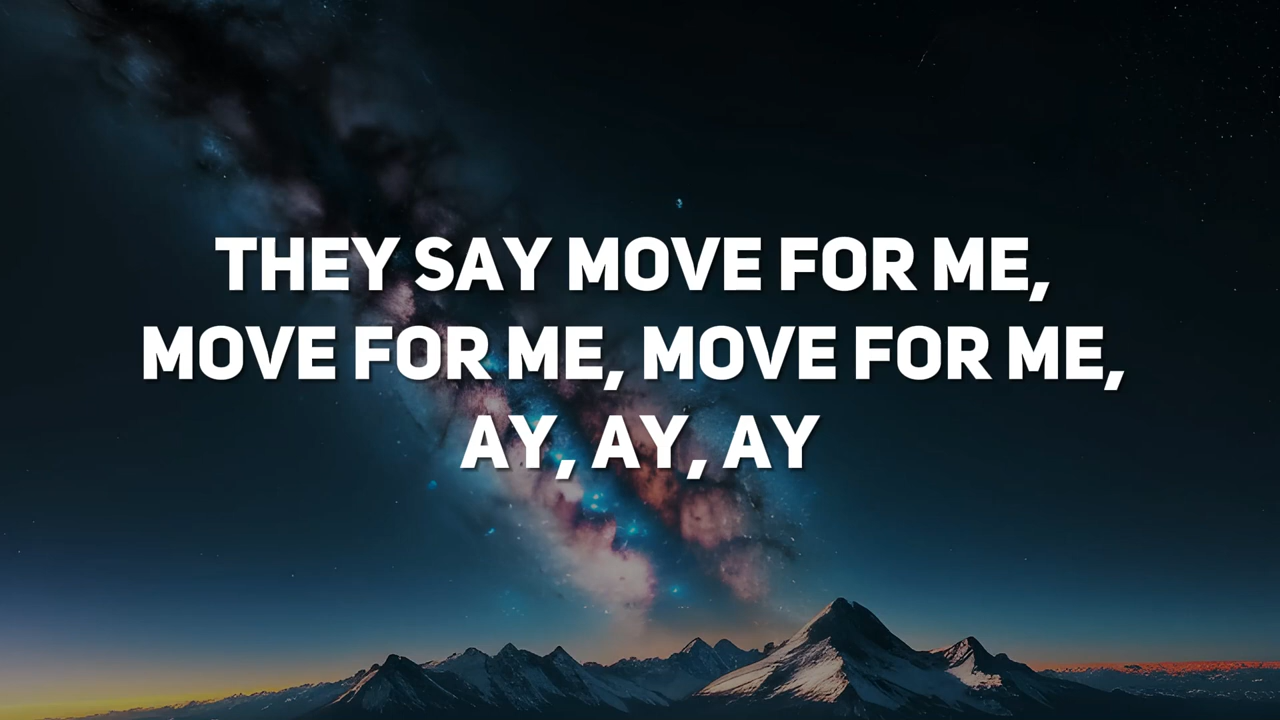 THEY SAY MOVE FOR ME,
MOVE FOR ME, MOVE FOR ME,
AY, AY, AY